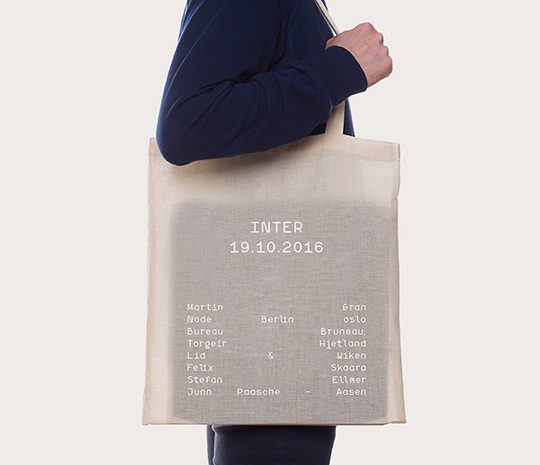 INTER
19.10.2016
Martin Gran
Node Berlin oslo
Bureau Bruneau,
Torgeir Hjetland
Lid & Wiken
Felix Skaara
Stefan Ellmer
Junn Paasche - Aasen